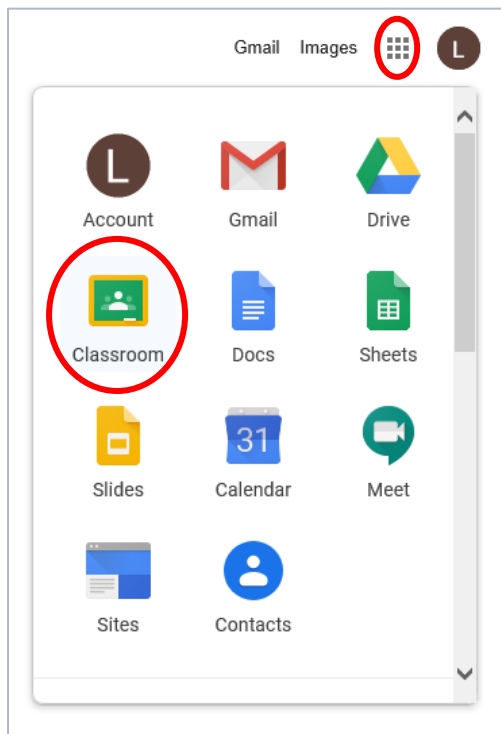 Gmail Images L
L
Account Gmail Drive
Classroom Docs Sheets
31
Slides Calendar Meet
Sites Contacts